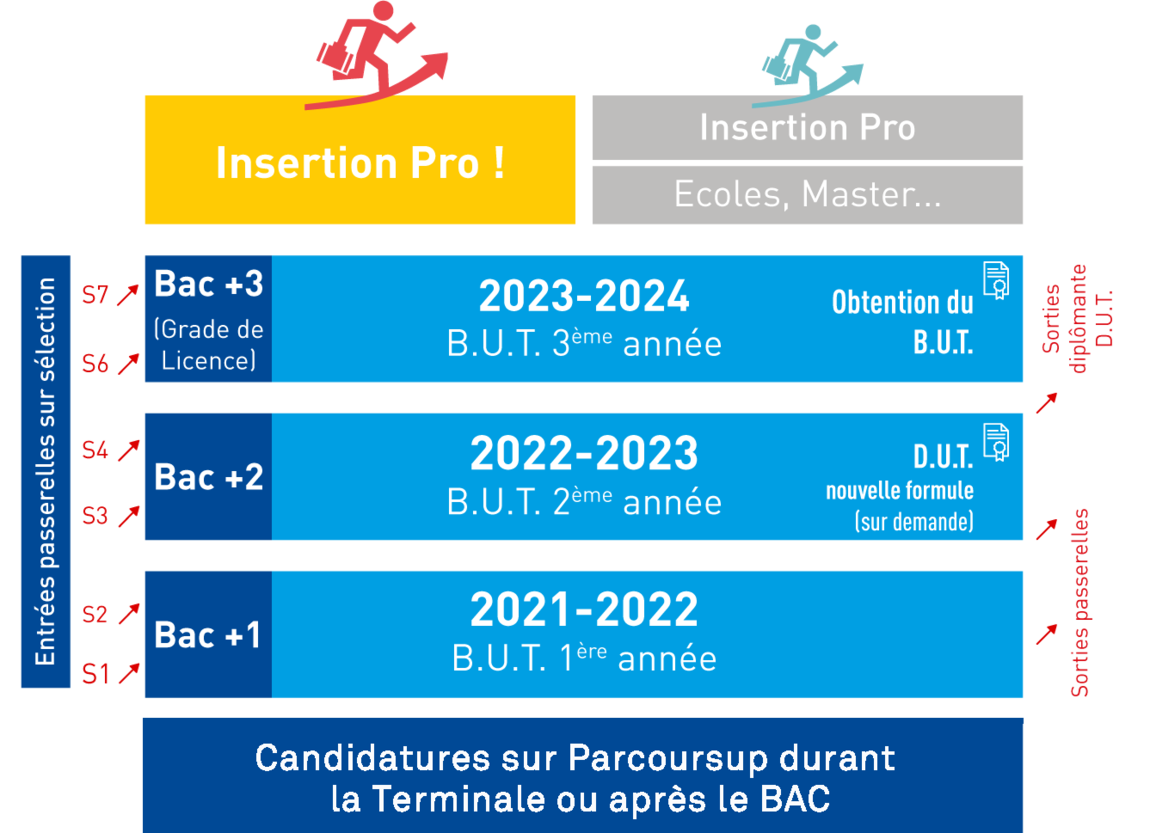 Insertion Pro !
Insertion Pro
Ecoles, Master...
Entrées passerelles sur sélection
S7
S6
Bac +3
(Grade de
Licence)
2023-2024
B.U.T. 3ème année
Obtention du
B.U.T.
Sorties
diplômante
D.U.T.
S4
S3
Bac +2
2022-2023
B.U.T. 2ème année
D.U.T.
nouvelle formule
(sur demande)
Sorties passerelles
S2
S1
Bac +1
2021-2022
B.U.T. 1ère année
Candidatures sur Parcoursup durant
la Terminale ou après le BAC